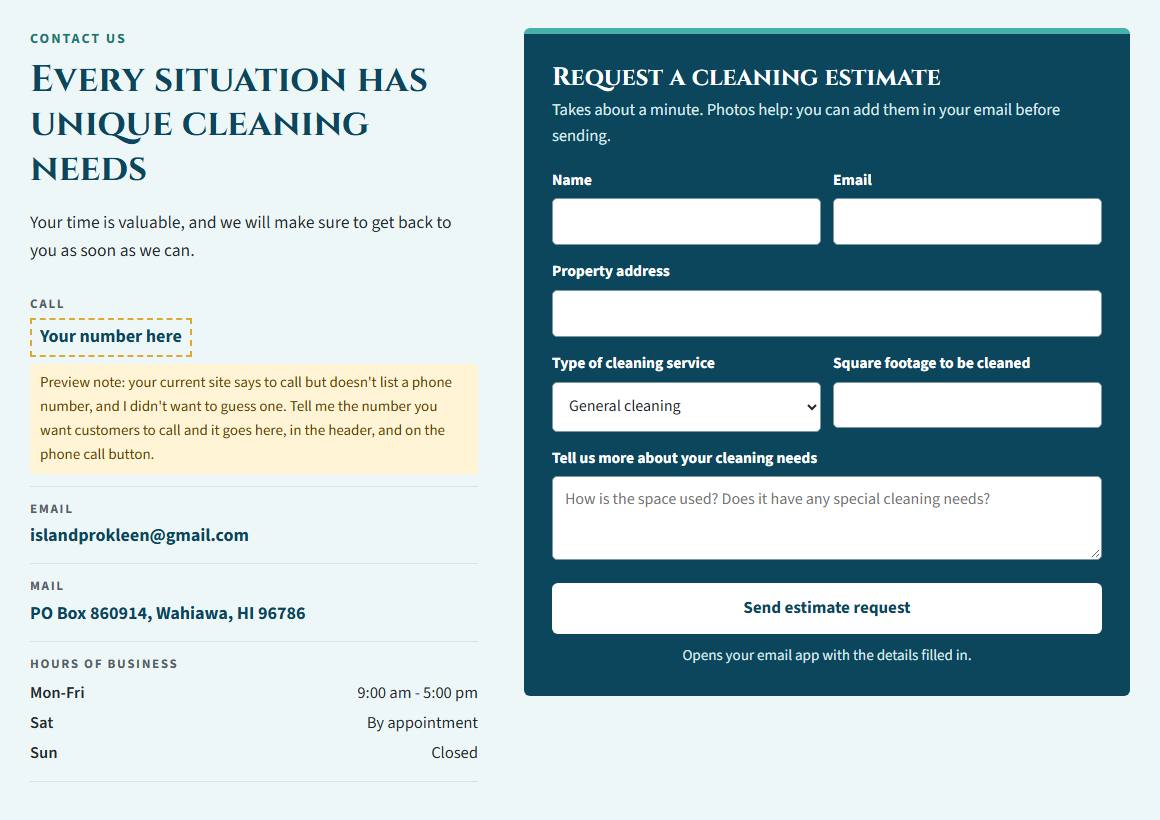 CONTACT US
Every situation has
unique cleaning
needs
Your time is valuable, and we will make sure to get back to
you as soon as we can.
CALL
Your number here
Preview note: your current site says to call but doesn't list a phone
number, and I didn't want to guess one. Tell me the number you
want customers to call and it goes here, in the header, and on the
phone call button.
EMAIL
islandprokleen@gmail.com
MAIL
PO Box 860914, Wahiawa, HI 96786
HOURS OF BUSINESS
Mon-Fri 9:00 am - 5:00 pm
Sat By appointment
Sun Closed
Request a cleaning estimate
Takes about a minute. Photos help: you can add them in your email before
sending.
Name Email
Property address
Type of cleaning service Square footage to be cleaned
General cleaning
Tell us more about your cleaning needs
How is the space used? Does it have any special cleaning needs?
Send estimate request
Opens your email app with the details filled in.